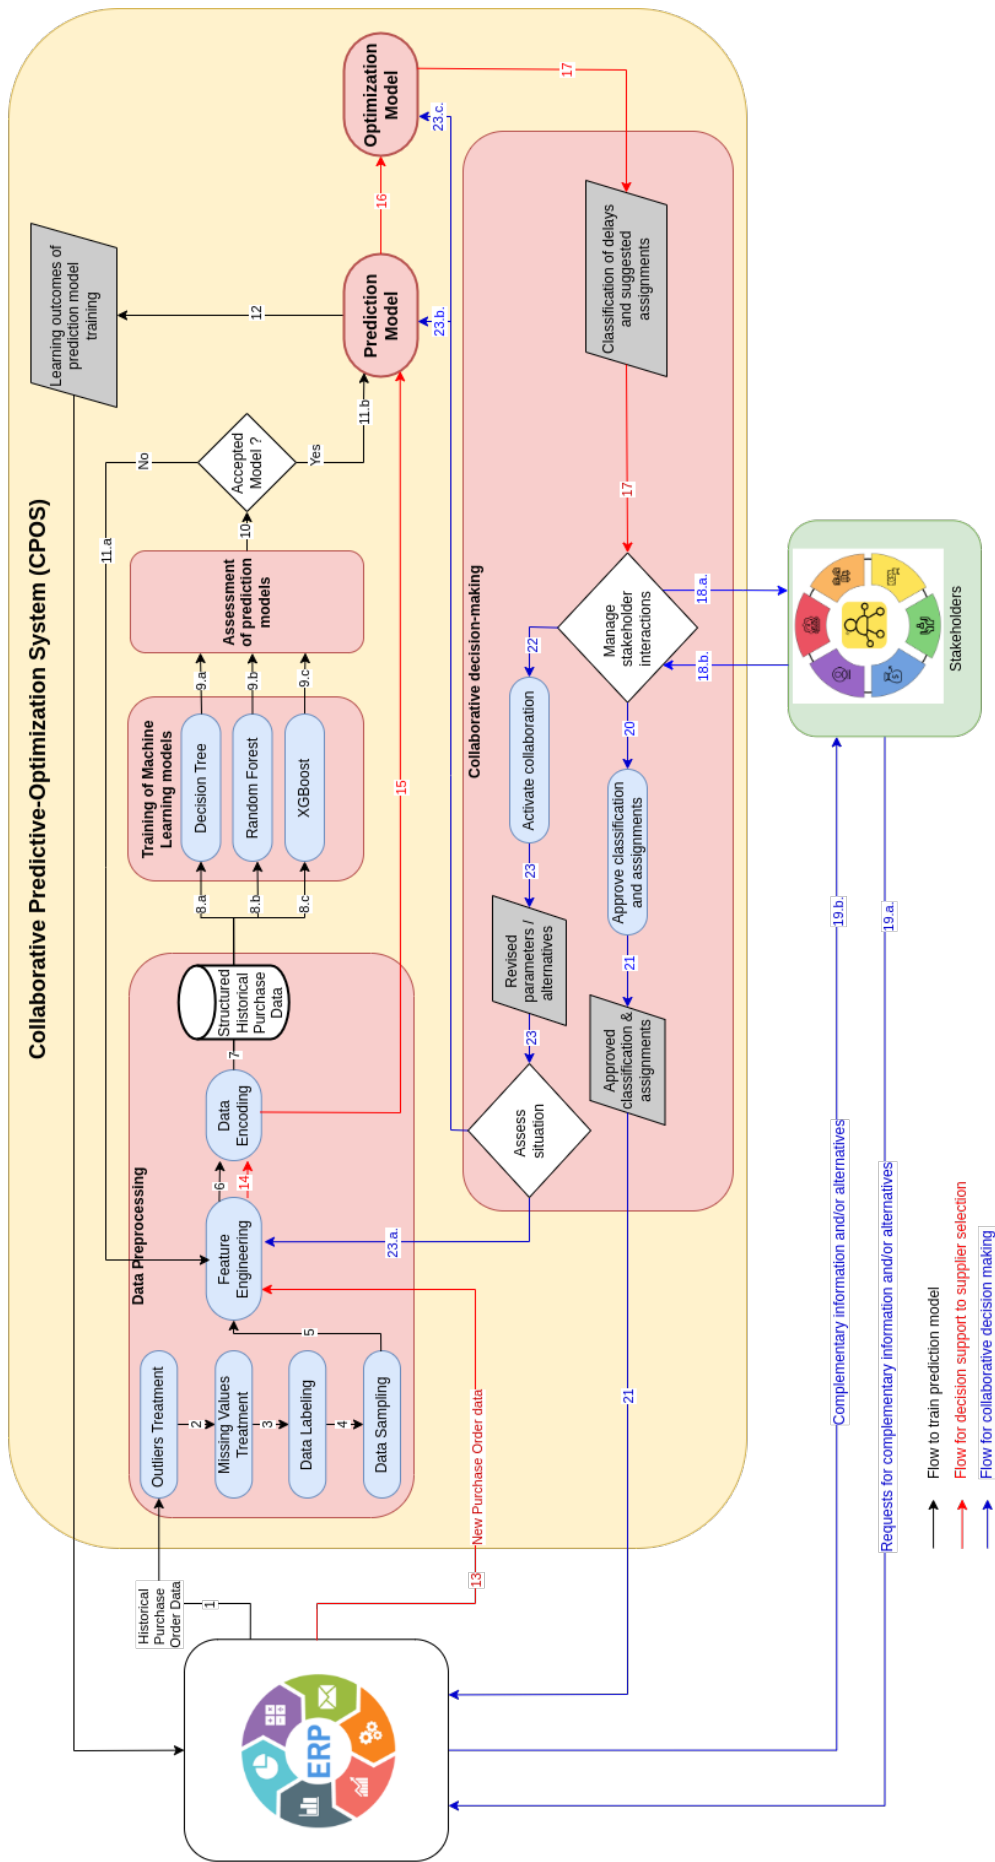 Collaborative Predictive-Optimization System (CPOS)
Historical
Purchase
Order Data
1
ERP
Data Preprocessing
Outliers Treatment
2
Missing Values
Treatment
3
Data Labeling
4
Data Sampling
5
Feature
Engineering
6
14
Data
Encoding
7
Structured
Historical
Purchase
Data
8.a
8.b
8.c
Training of Machine
Learning models
Decision Tree
Random Forest
XGBoost
9.a
9.b
9.c
Assessment
of prediction
models
10
Accepted
Model ?
No
11.a
Yes
11.b
Learning outcomes of
prediction model
training
12
Prediction
Model
16
Optimization
Model
13
New Purchase Order data
15
17
23.a.
23.b.
23.c.
Collaborative decision-making
Assess
situation
23
Revised
parameters /
alternatives
23
Activate collaboration
22
Manage
stakeholder
interactions
17
Classification of delays
and suggested
assignments
20
Approve classification
and assignments
21
Approved
classification &
assignments
21
18.a.
18.b.
Stakeholders
19.b.
Complementary information and/or alternatives
19.a.
Requests for complementary information and/or alternatives
Flow to train prediction model
Flow for decision support to supplier selection
Flow for collaborative decision making